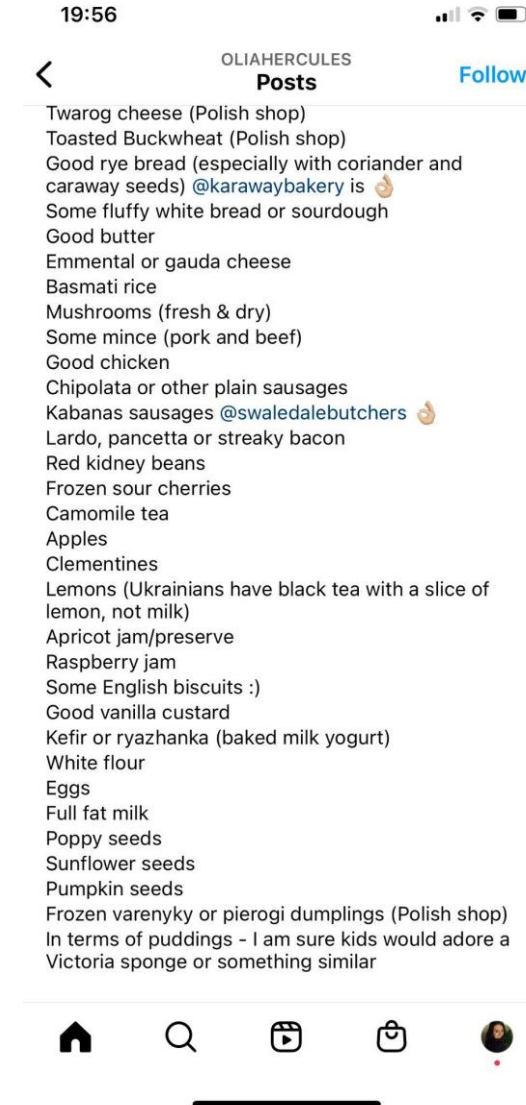 19:56
OLIAHERCULES
Posts
Follow
Twarog cheese (Polish shop)
Toasted Buckwheat (Polish shop)
Good rye bread (especially with coriander and
caraway seeds) @karawaybakery is 👌🏼
Some fluffy white bread or sourdough
Good butter
Emmental or gauda cheese
Basmati rice
Mushrooms (fresh & dry)
Some mince (pork and beef)
Good chicken
Chipolata or other plain sausages
Kabanas sausages @swaledalebutchers 👌🏼
Lardo, pancetta or streaky bacon
Red kidney beans
Frozen sour cherries
Camomile tea
Apples
Clementines
Lemons (Ukrainians have black tea with a slice of
lemon, not milk)
Apricot jam/preserve
Raspberry jam
Some English biscuits :)
Good vanilla custard
Kefir or ryazhanka (baked milk yogurt)
White flour
Eggs
Full fat milk
Poppy seeds
Sunflower seeds
Pumpkin seeds
Frozen varenyky or pierogi dumplings (Polish shop)
In terms of puddings - I am sure kids would adore a
Victoria sponge or something similar